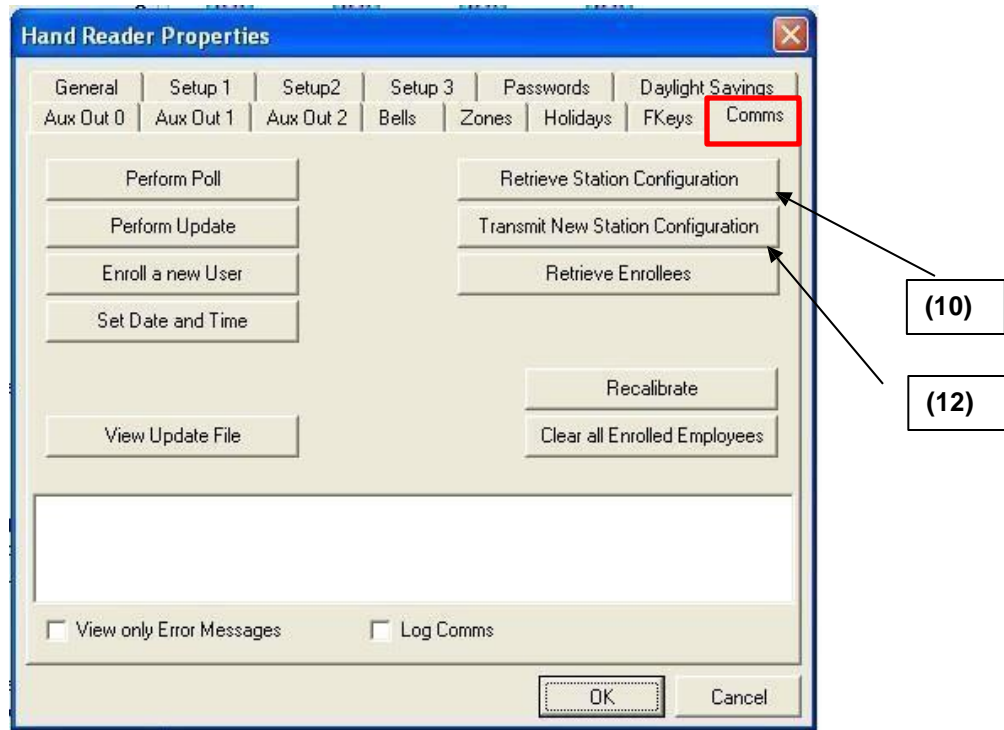 Hand Reader Properties
General Setup 1 Setup2 Setup 3 Passwords Daylight Savings
Aux Out 0 Aux Out 1 Aux Out 2 Bells Zones Holidays FKeys Comms
Perform Poll Retrieve Station Configuration
Perform Update Transmit New Station Configuration
Enroll a new User Retrieve Enrollees
Set Date and Time
(10)
Recalibrate
(12)
View Update File Clear all Enrolled Employees
View only Error Messages Log Comms
OK Cancel